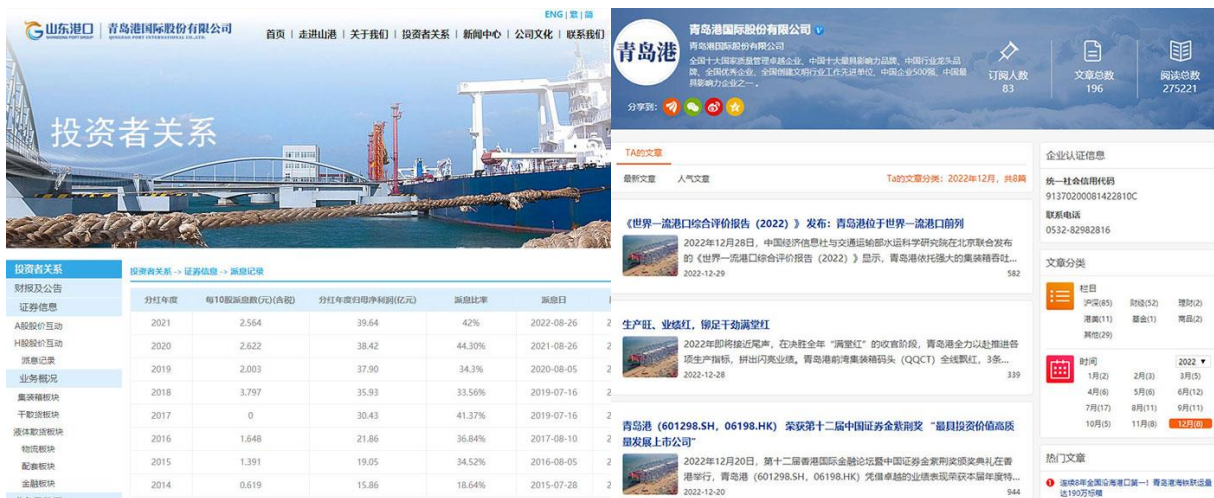 ENG | 繁 | 简
山东港口
SHANDONG PORT GROUP
青岛港国际股份有限公司
QINGDAO PORT INTERNATIONAL CO.,LTD.
首页 | 走进山港 | 关于我们 | 投资者关系 | 新闻中心 | 公司文化 | 联系我们
投资者关系
投资者关系
财报及公告
证券信息
A股股价互动
H股股价互动
派息记录
业务概况
集装箱板块
干散货板块
液体散货板块
物流板块
配套板块
金融板块
投资者关系 -> 证券信息 -> 派息记录
分红年度 每10股派息数(元)(含税) 分红年度归母净利润(亿元) 派息比率 派息日
2021 2.564 39.64 42% 2022-08-26 2
2020 2.622 38.42 44.30% 2021-08-26 2
2019 2.003 37.90 34.3% 2020-08-05 2
2018 3.797 35.93 33.56% 2019-07-16 2
2017 0 30.43 41.37% 2019-07-16 2
2016 1.648 21.86 36.84% 2017-08-10 2
2015 1.391 19.05 34.52% 2016-08-05 2
2014 0.619 15.86 18.64% 2015-07-28 2
青岛港
青岛港国际股份有限公司
青岛港国际股份有限公司
全国十大国家质量管理卓越企业、中国十大最具影响力品牌、中国行业龙头品
牌、全国优秀企业、全国创建文明行业工作先进单位、中国企业500强、中国最
具影响力企业之一。
分享到:
订阅人数
83
文章总数
196
阅读总数
275221
TA的文章
最新文章 人气文章
Ta的文章分类: 2022年12月, 共8篇
《世界一流港口综合评价报告（2022）》 发布: 青岛港位于世界一流港口前列
2022年12月28日，中国经济信息社与交通运输部水运科学研究院在北京联合发布
的《世界一流港口综合评价报告（2022）》显示，青岛港依托强大的集装箱吞吐...
2022-12-29 582
生产旺、业绩红，铆足干劲满堂红
2022年即将接近尾声，在决胜全年“满堂红”的收官阶段，青岛港全力以赴推进各
项生产指标，拼出闪亮业绩。青岛港前湾集装箱码头（QQCT）全线飘红，3条...
2022-12-28 339
青岛港（601298.SH，06198.HK） 荣获第十二届中国证券金紫荆奖 “最具投资价值高质
量发展上市公司”
2022年12月20日，第十二届香港国际金融论坛暨中国证券金紫荆奖颁奖典礼在香
港举行，青岛港（601298.SH，06198.HK）凭借卓越的业绩表现荣获本届年度特...
2022-12-20 944
企业认证信息
统一社会信用代码
91370200081422810C
联系电话
0532-82982816
文章分类
栏目
沪深(85) 财经(52) 理财(2)
港美(11) 基金(1) 商品(2)
其他(29)
时间 2022
1月(2) 2月(3) 3月(5)
4月(6) 5月(6) 6月(12)
7月(17) 8月(11) 9月(11)
10月(5) 11月(8) 12月(8)
热门文章
1 连续8年全国沿海港口第一！青岛港海铁联运量
达190万标箱